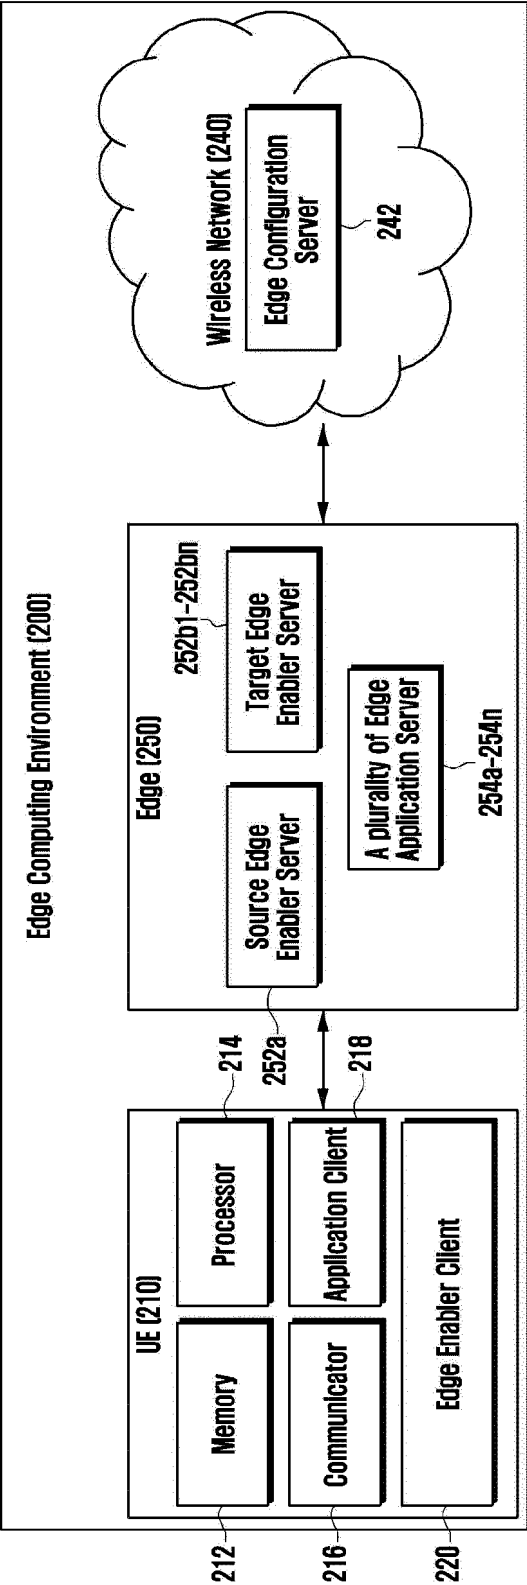 Edge Computing Environment (200)
UE (210)
Memory
Processor
214
Communicator
Application Client
218
Edge Enabler Client
212
216
220
Edge (250)
Source Edge
Enabler Server
252a
Target Edge
Enabler Server
252b1-252bn
A plurality of Edge
Application Server
254a-254n
Wireless Network (240)
Edge Configuration
Server
242